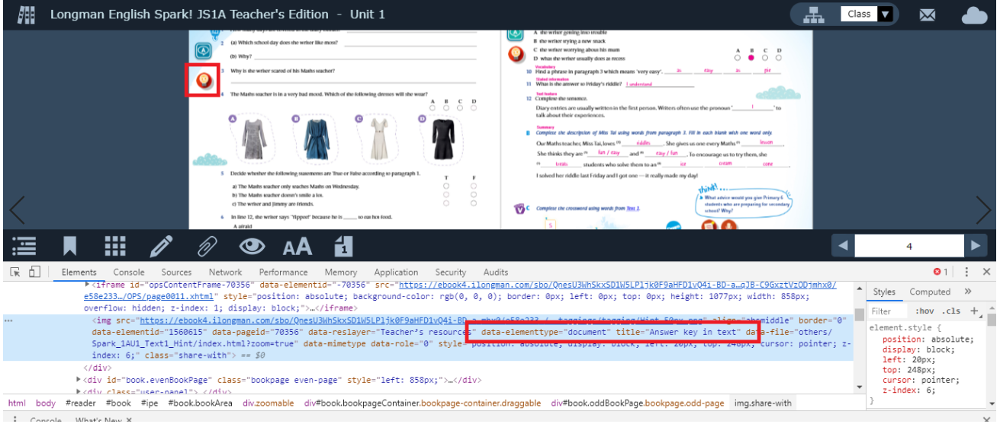 Longman English Spark! JS1A Teacher's Edition - Unit 1
Class
2 (a) Which school day does the writer like most?
(b) Why?
3 Why is the writer scared of his Maths teacher?
4 The Maths teacher is in a very bad mood. Which of the following dresses will she wear?
A B C D
A B C D
5 Decide whether the following statements are True or False according to paragraph 1.
T F
a) The Maths teacher only teaches Maths on Wednesday.
b) The Maths teacher doesn't smile a lot.
c) The writer and Jimmy are friends.
6 In line 12, the writer says 'Yippee!' because he is _____ to eat hot food.
A afraid
A the writer getting into trouble
B the writer trying a new snack
C the writer worrying about his mum
D what the writer usually does at recess
A B C D
Vocabulary
10 Find a phrase in paragraph 3 which means 'very easy'. as easy as pie
Stated information
11 What is the answer to Friday's riddle? I understand
Text feature
12 Complete the sentence.
Diary entries are usually written in the first person. Writers often use the pronoun ' I ' to
talk about their experiences.
Summary
B Complete the description of Miss Tai using words from paragraph 3. Fill in each blank with one word only.
Our Maths teacher, Miss Tai, loves riddles . She gives us one every Maths lesson .
She thinks they are fun / easy and easy / fun . To encourage us to try them, she
treats students who solve them to an ice cream cone .
I solved her riddle last Friday and I got one — it really made my day!
think! ...
What advice would you give Primary 6
students who are preparing for secondary
school? Why?
V C Complete the crossword using words from Text 1.
5
AA
1
4
Elements Console Sources Network Performance Memory Application Security Audits
1
<iframe id="opsContentFrame-70356" data-elementid="-70356" src="https://ebook4.ilongman.com/sbo/QnesU3WhSkxSD1W5LPljk0F9aHFD1vQ4i-BD-a…qJB-C9GxztVzODjmhx0/
e58e233…/OPS/page0011.xhtml" style="position: absolute; background-color: rgb(0, 0, 0); border: 0px; left: 0px; top: 0px; height: 1077px; width: 858px;
overflow: hidden; z-index: 1; display: block;">…</iframe>
<img src="https://ebook4.ilongman.com/sbo/QnesU3WhSkxSD1W5LPljk0F9aHFD1vQ4i-BD-a…mhx0/e58e233…/ taggings/tagging/Hint-50px.png" align="absmiddle" border="0"
data-elementid="1560615" data-pageid="70356" data-reslayer="Teacher's resources" data-elementtype="document" title="Answer key in text" data-file="others/
Spark_1AU1_Text1_Hint/index.html?zoom=true" data-mimetype data-role="0" style="position: absolute; display: block; left: 20px; top: 248px; cursor: pointer; z-
index: 6;" class="share-with"> == $0
</div>
<div id="book.evenBookPage" class="bookpage even-page" style="left: 858px;">…</div>
<div class="user-panel"> </div>
html body #reader #book #ipe #book.bookArea div.zoomable div#book.bookpageContainer.bookpage-container.draggable div#book.oddBookPage.bookpage.odd-page img.share-with
Styles Computed
Filter :hov .cls +
element.style {
position: absolute;
display: block;
left: 20px;
top: 248px;
cursor: pointer;
z-index: 6;
}
Console What's New